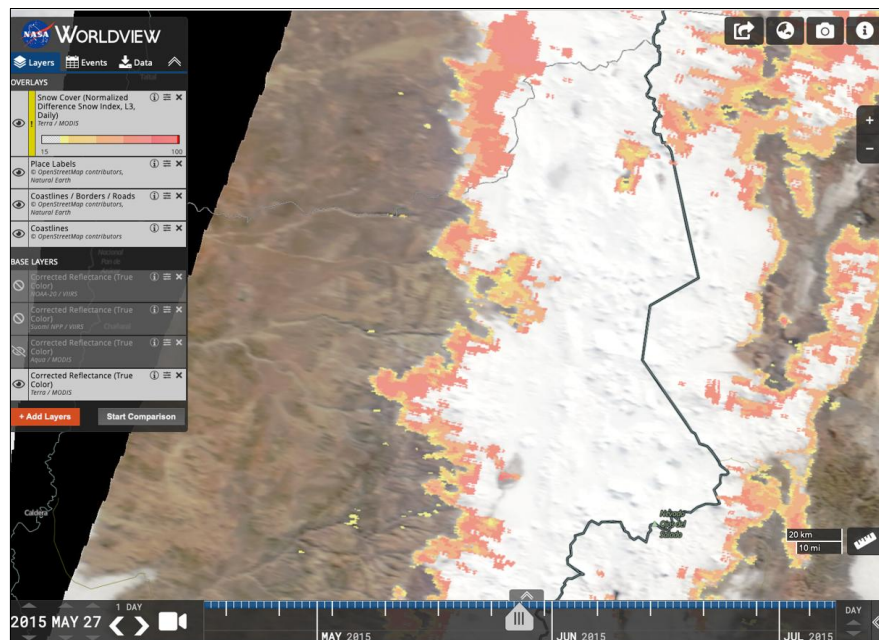 NASA WORLDVIEW
Layers Events Data
OVERLAYS
Snow Cover (Normalized
Difference Snow Index, L3,
Daily)
Terra / MODIS
15 100
Place Labels
© OpenStreetMap contributors,
Natural Earth
Coastlines / Borders / Roads
© OpenStreetMap contributors,
Natural Earth
Coastlines
© OpenStreetMap contributors
BASE LAYERS
Corrected Reflectance (True
Color)
NOAA-20 / VIIRS
Corrected Reflectance (True
Color)
Suomi NPP / VIIRS
Corrected Reflectance (True
Color)
Aqua / MODIS
Corrected Reflectance (True
Color)
Terra / MODIS
+ Add Layers Start Comparison
Caldera
Nevado
Ojos del
Salado
20 km
10 mi
1 DAY
2015 MAY 27
DAY
MAY 2015 JUN 2015 JUL 2015